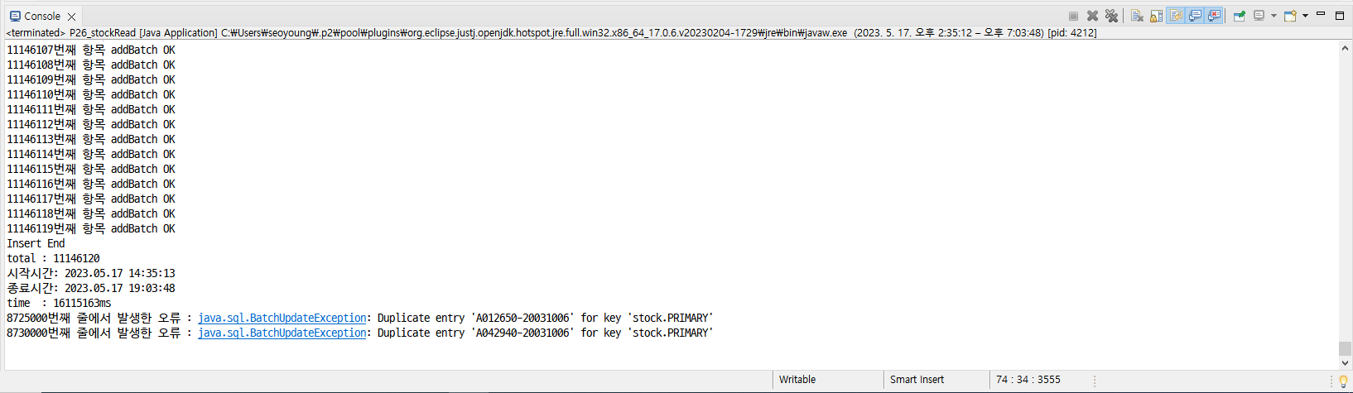 Console
<terminated> P26_stockRead [Java Application] C:₩Users₩seoyoung₩.p2₩pool₩plugins₩org.eclipse.justj.openjdk.hotspot.jre.full.win32.x86_64_17.0.6.v20230204-1729₩jre₩bin₩javaw.exe (2023. 5. 17. 오후 2:35:12 – 오후 7:03:48) [pid: 4212]
11146107번째 항목 addBatch OK
11146108번째 항목 addBatch OK
11146109번째 항목 addBatch OK
11146110번째 항목 addBatch OK
11146111번째 항목 addBatch OK
11146112번째 항목 addBatch OK
11146113번째 항목 addBatch OK
11146114번째 항목 addBatch OK
11146115번째 항목 addBatch OK
11146116번째 항목 addBatch OK
11146117번째 항목 addBatch OK
11146118번째 항목 addBatch OK
11146119번째 항목 addBatch OK
Insert End
total : 11146120
시작시간: 2023.05.17 14:35:13
종료시간: 2023.05.17 19:03:48
time  : 16115163ms
8725000번째 줄에서 발생한 오류 : java.sql.BatchUpdateException: Duplicate entry 'A012650-20031006' for key 'stock.PRIMARY'
8730000번째 줄에서 발생한 오류 : java.sql.BatchUpdateException: Duplicate entry 'A042940-20031006' for key 'stock.PRIMARY'
Writable
Smart Insert
74 : 34 : 3555